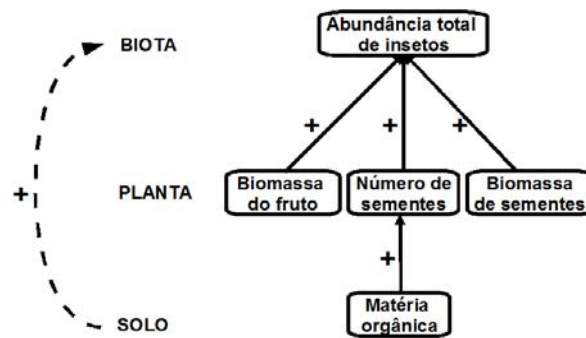 BIOTA
Abundância total
de insetos
+
+
+
+
PLANTA
Biomassa
do fruto
Número de
sementes
Biomassa
de sementes
+
SOLO
Matéria
orgânica